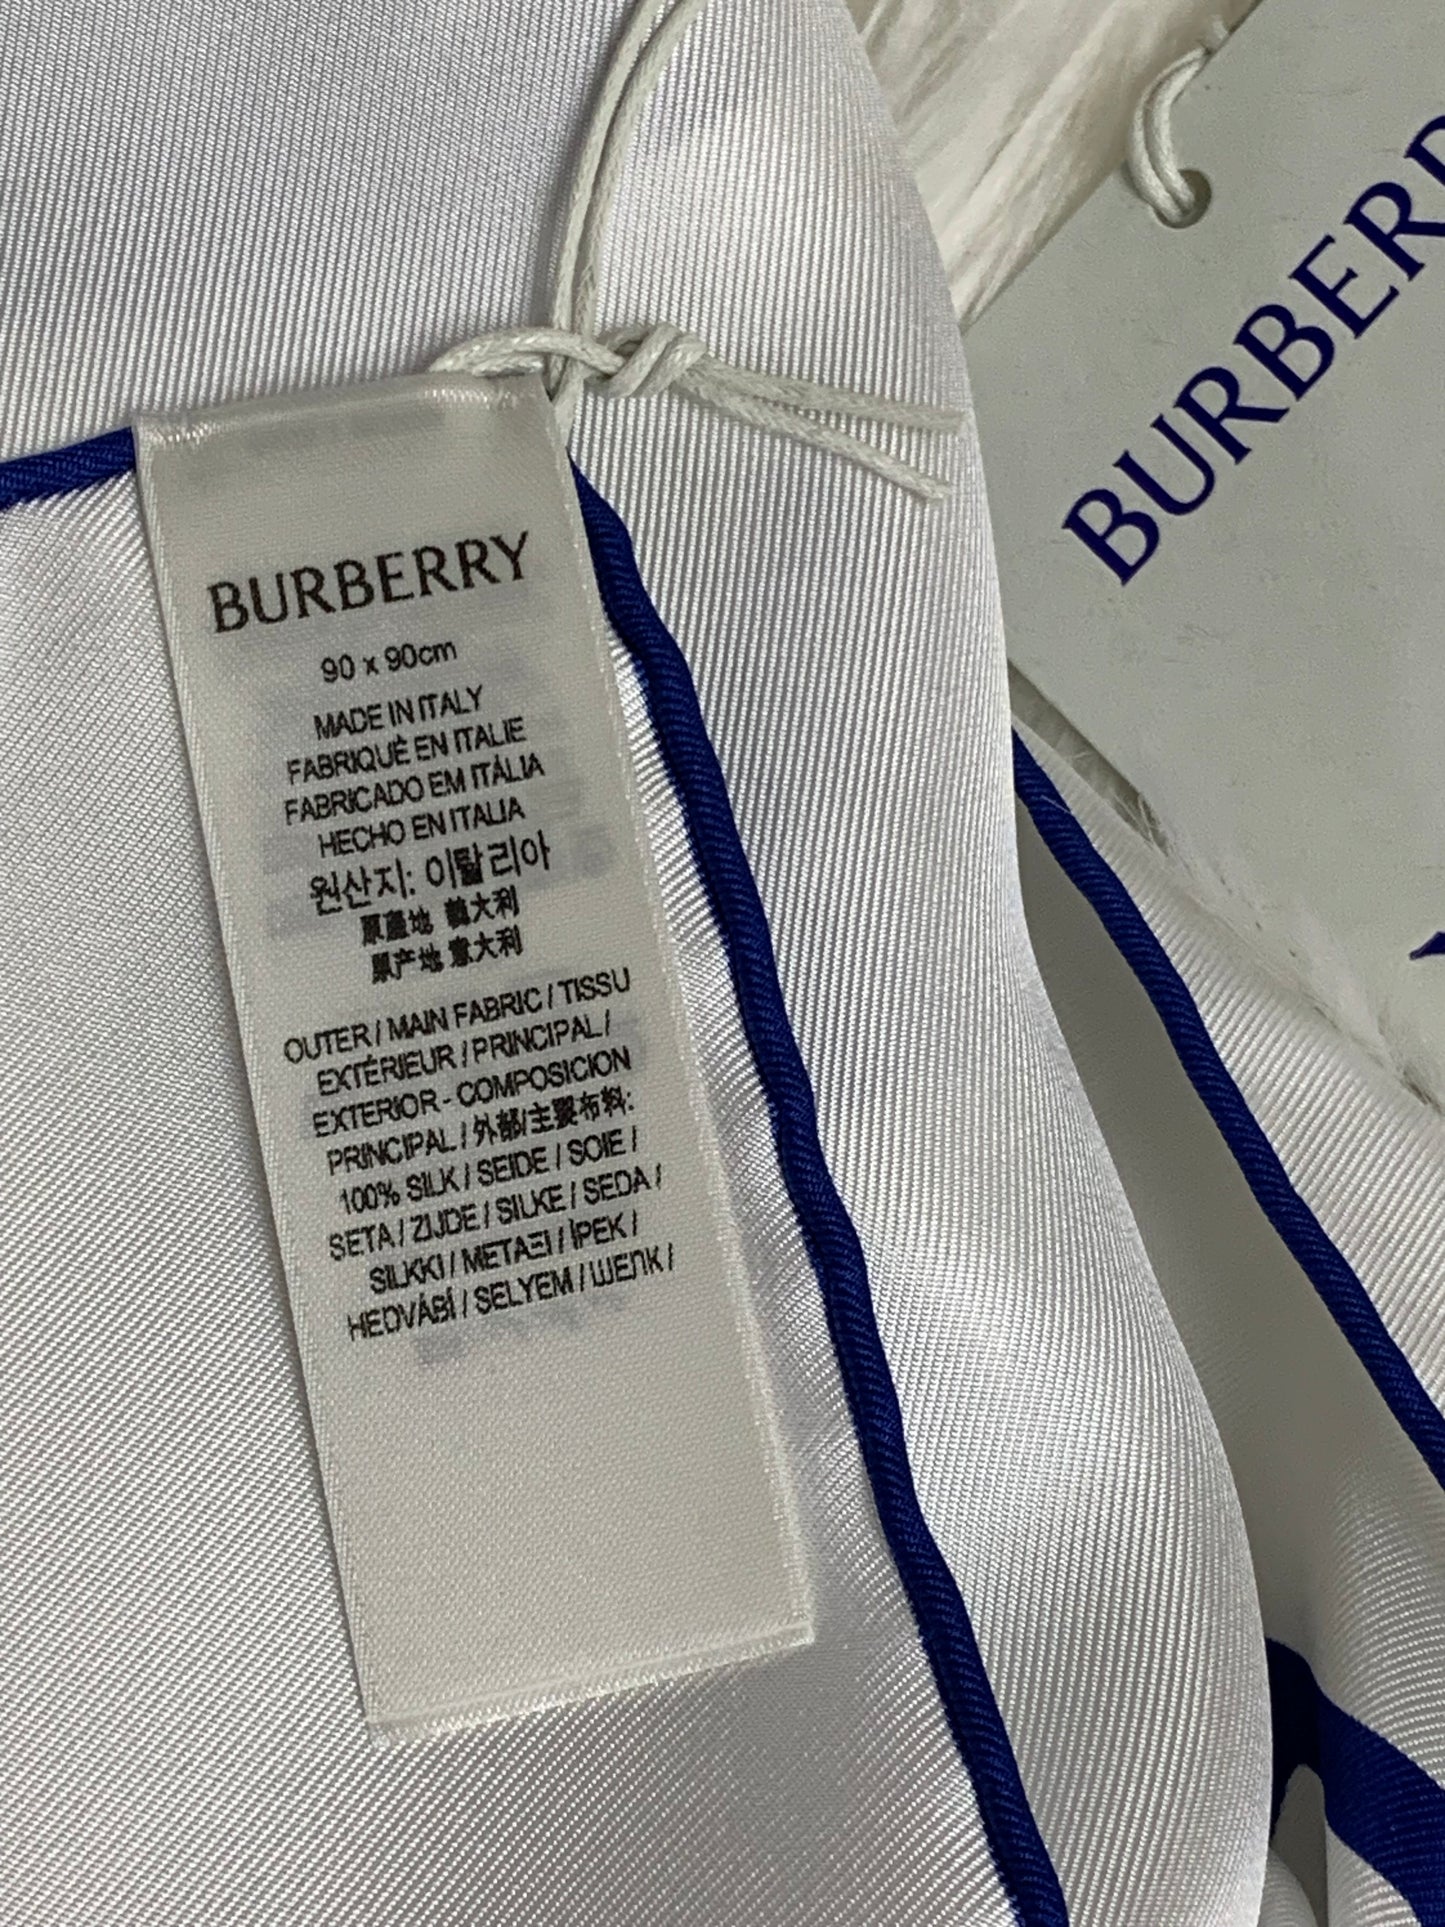 BURBERRY
90 x 90cm
MADE IN ITALY
FABRIQUÉ EN ITALIE
FABRICADO EM ITÁLIA
HECHO EN ITALIA
원산지: 이탈리아
原產地 義大利
原产地 意大利
OUTER / MAIN FABRIC / TISSU
EXTÉRIEUR / PRINCIPAL /
EXTERIOR - COMPOSICION
PRINCIPAL / 外部/主要布料:
100% SILK / SEIDE / SOIE /
SETA / ZIJDE / SILKE / SEDA /
SILKKI / ΜΕΤΑΞΙ / İPEK /
HEDVÁBÍ / SELYEM / ШЕЛК /
BURBERR